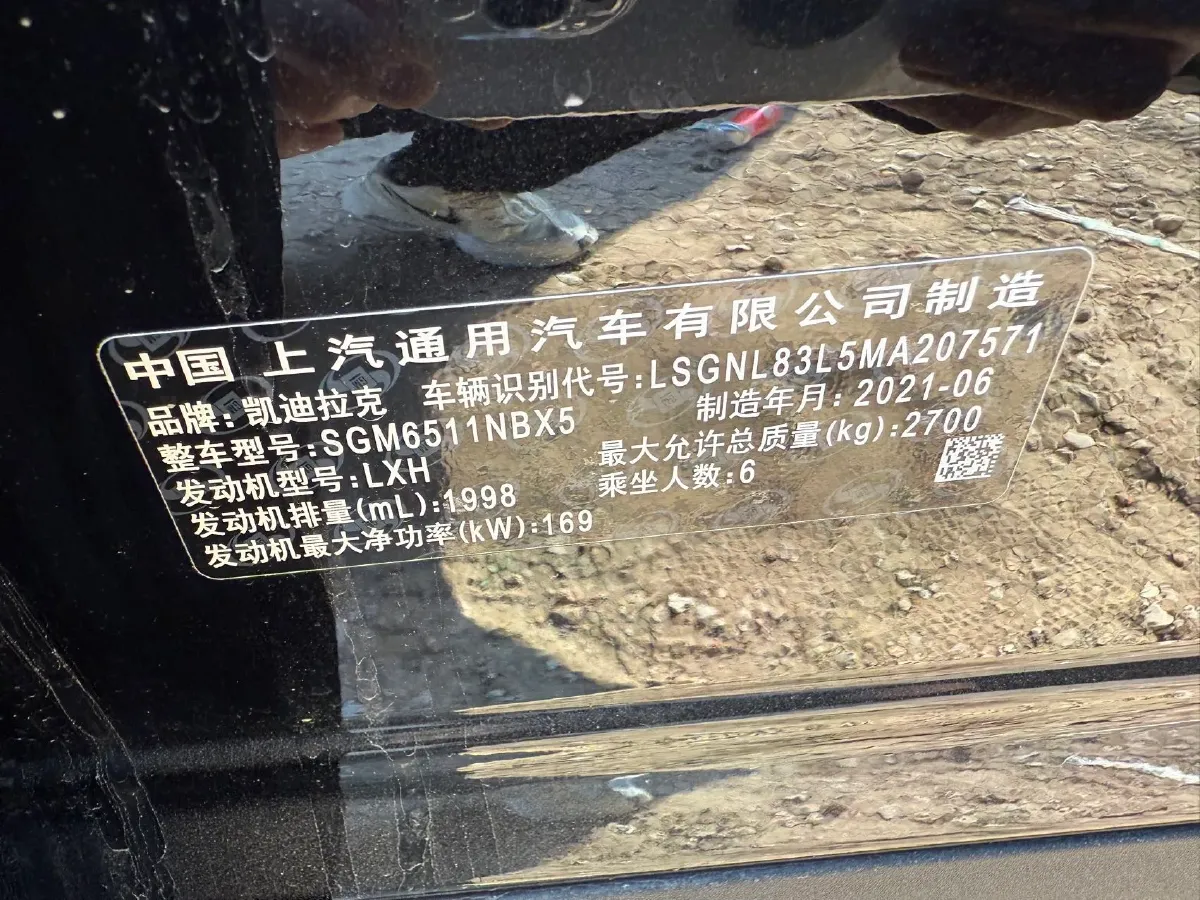 中国 上汽通用汽车有限公司制造
品牌: 凯迪拉克 车辆识别代号:LSGNL83L5MA207571
整车型号:SGM6511NBX5 制造年月: 2021-06
发动机型号:LXH 最大允许总质量(kg):2700
发动机排量(mL):1998 乘坐人数:6
发动机最大净功率(kW):169